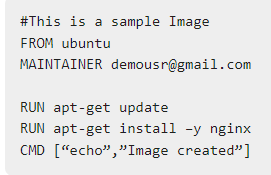 #This is a sample Image
FROM ubuntu
MAINTAINER demousr@gmail.com
RUN apt-get update
RUN apt-get install –y nginx
CMD [“echo”,”Image created”]